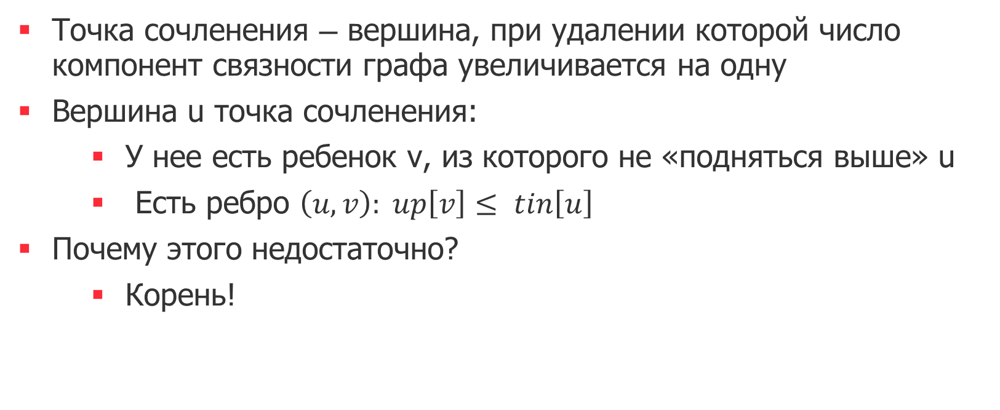 Точка сочленения – вершина, при удалении которой число
компонент связности графа увеличивается на одну
Вершина u точка сочленения:
У нее есть ребенок v, из которого не «подняться выше» u
Есть ребро (u, v): up[v] ≤ tin[u]
Почему этого недостаточно?
Корень!